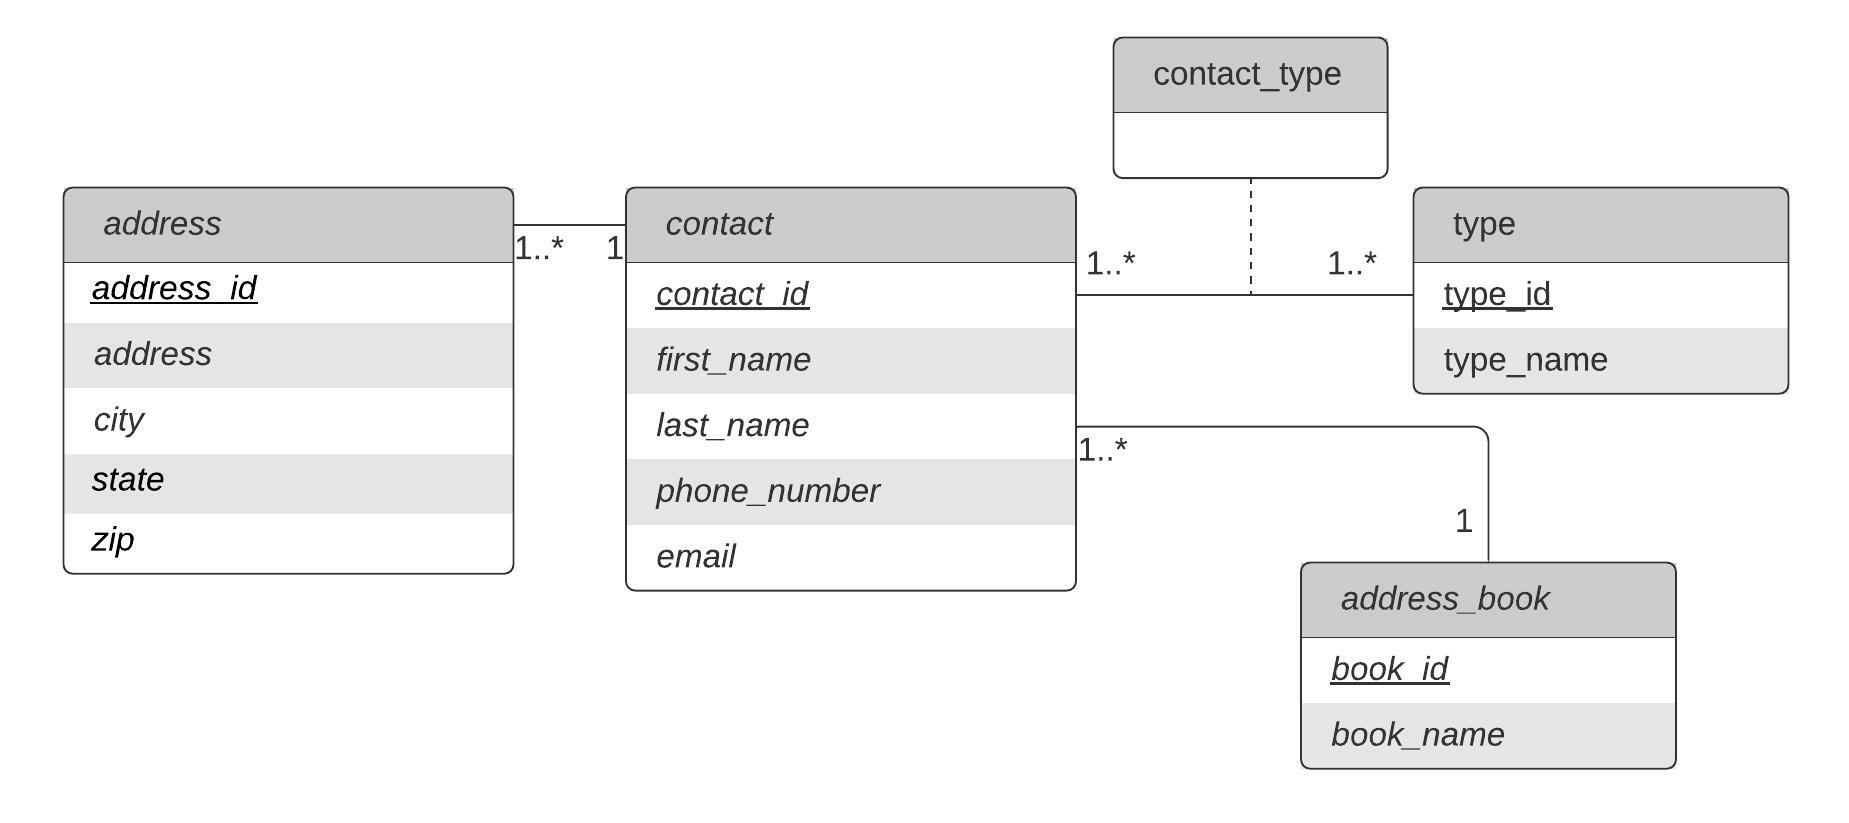 contact_type
address
address_id
address
city
state
zip
1..*
1
contact
contact_id
first_name
last_name
phone_number
email
1..*
1..*
type
type_id
type_name
1..*
1
address_book
book_id
book_name